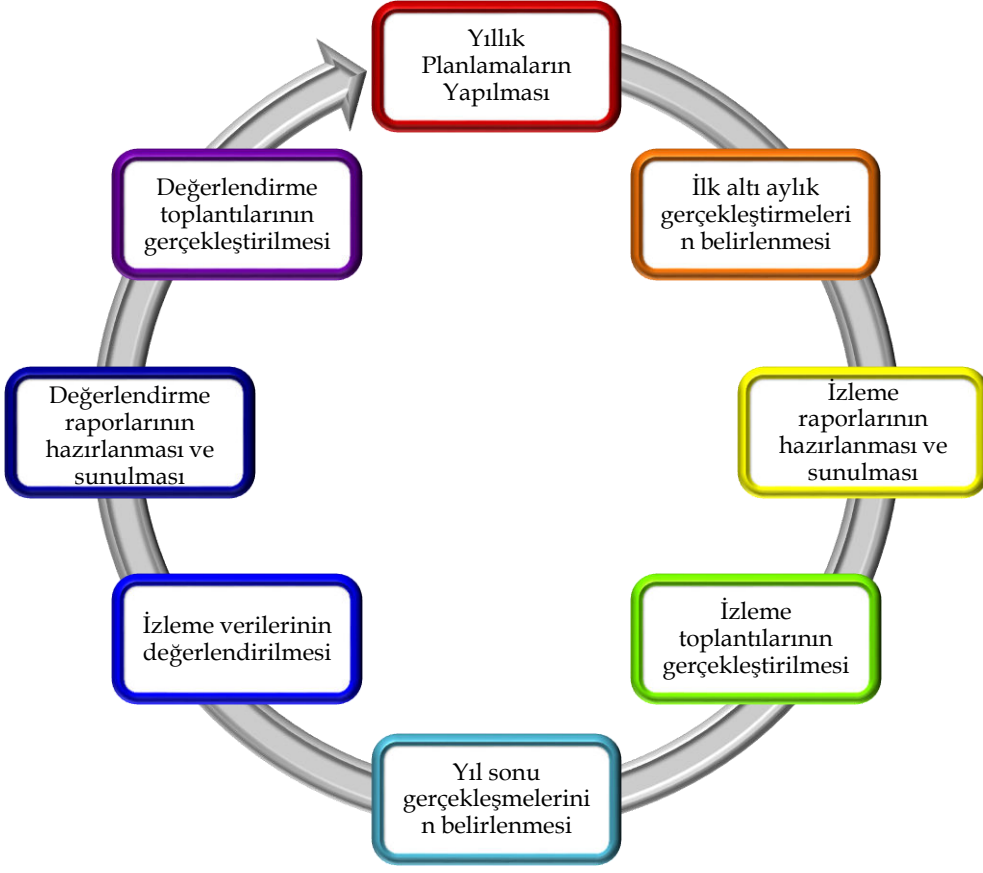 Yıllık
Planlamaların
Yapılması
İlk altı aylık
gerçekleştirmeleri
n belirlenmesi
İzleme
raporlarının
hazırlanması ve
sunulması
İzleme
toplantılarının
gerçekleştirilmesi
Yıl sonu
gerçekleşmelerini
n belirlenmesi
İzleme verilerinin
değerlendirilmesi
Değerlendirme
raporlarının
hazırlanması ve
sunulması
Değerlendirme
toplantılarının
gerçekleştirilmesi